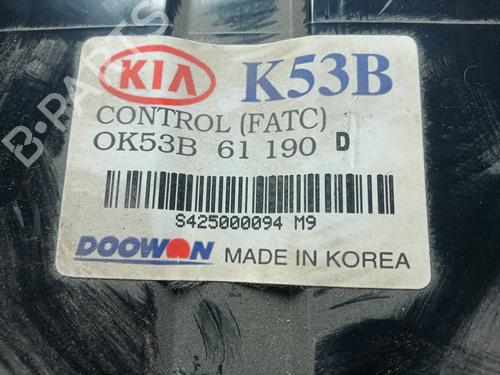 KIA K53B
CONTROL (FATC)
OK53B 61 190 D
S425000094 M9
DOOWON MADE IN KOREA
B-PARTS